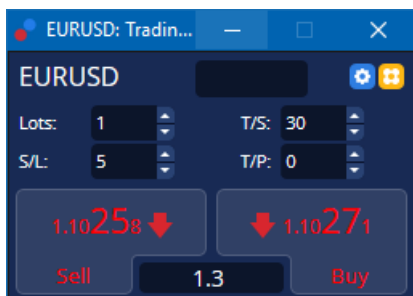 EURUSD: Tradin...
EURUSD
Lots: 1 T/S: 30
S/L: 5 T/P: 0
1.10258 1.10271
Sell 1.3 Buy